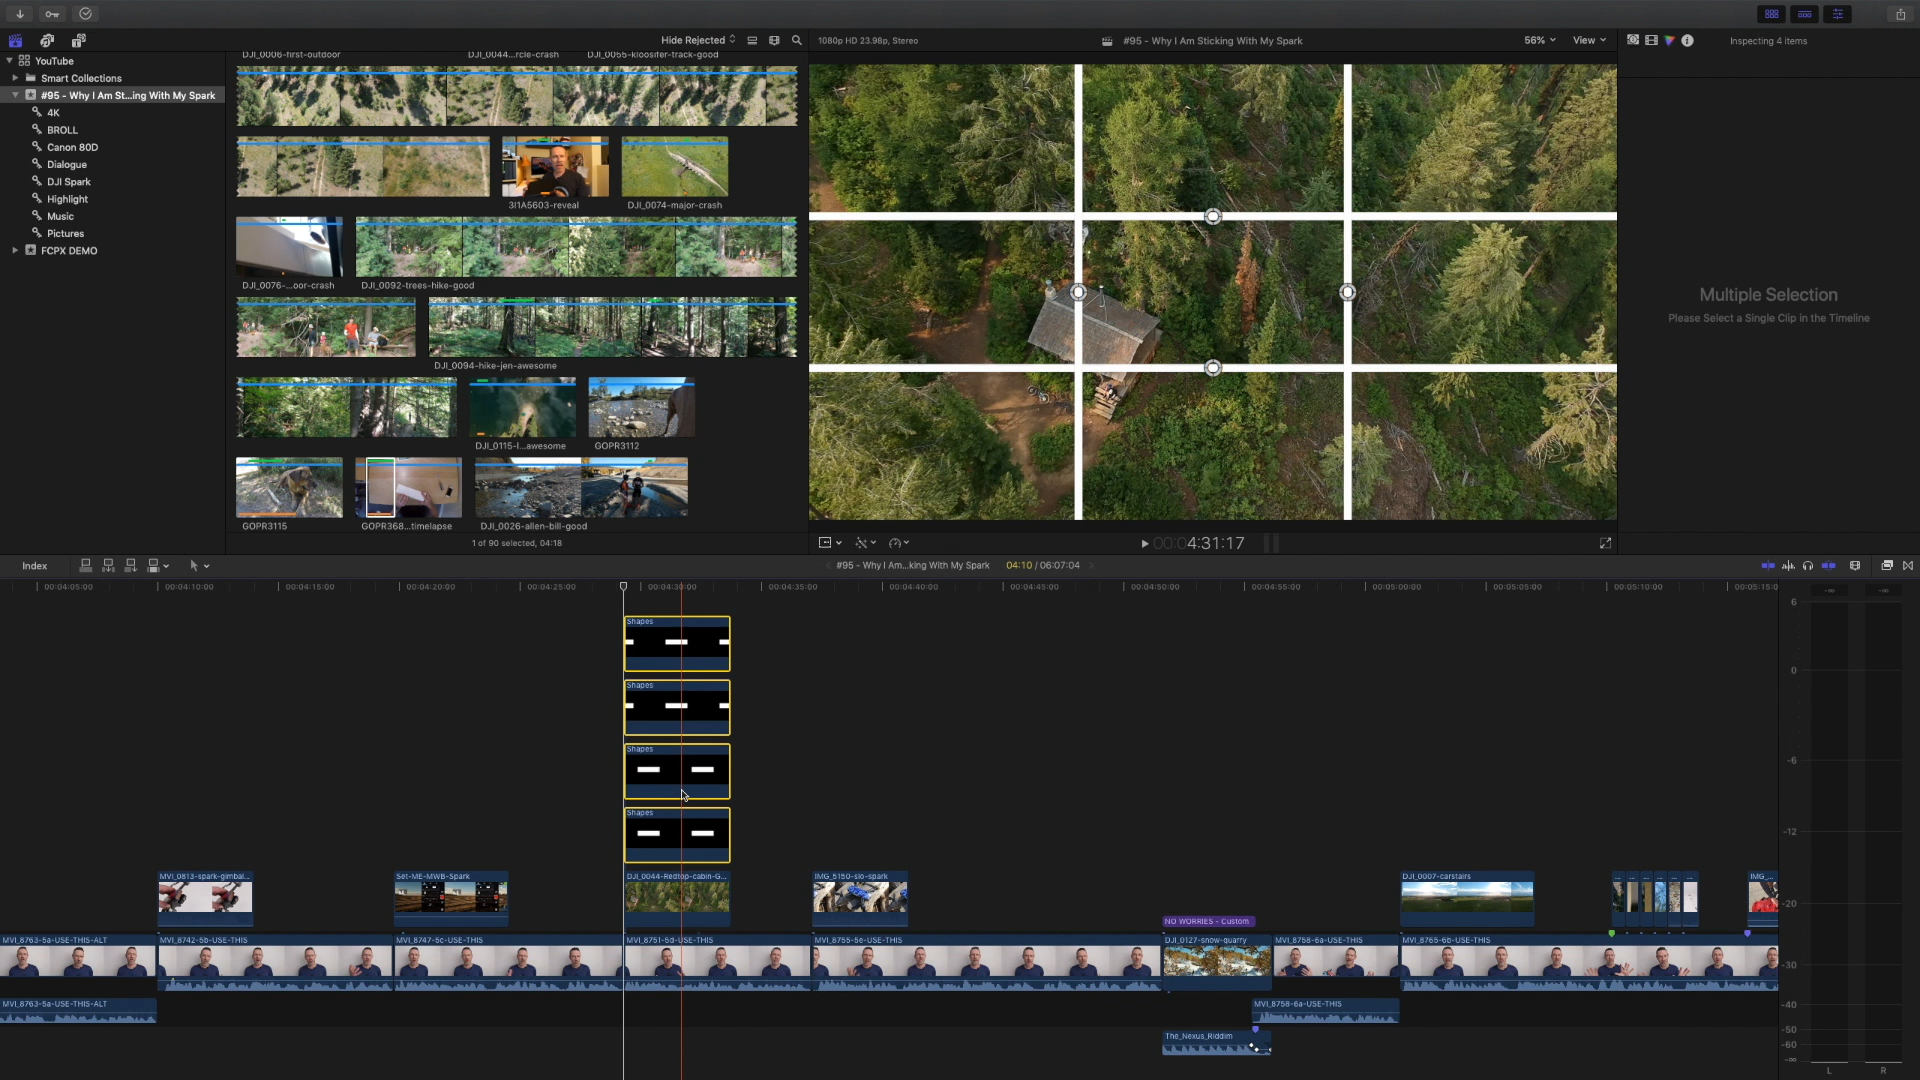 Hide Rejected
1080p HD 23.98p, Stereo
#95 - Why I Am Sticking With My Spark
56%
View
Inspecting 4 items
YouTube
Smart Collections
#95 - Why I Am St...ing With My Spark
4K
BROLL
Canon 80D
Dialogue
DJI Spark
Highlight
Music
Pictures
FCPX DEMO
DJI_0006-first-outdoor
DJI_0044...rcle-crash
DJI_0055-kloosifer-track-good
3I1A5603-reveal
DJI_0074-major-crash
DJI_0076-...oor-crash
DJI_0092-trees-hike-good
DJI_0094-hike-jen-awesome
DJI_0115-l...awesome
GOPR3112
GOPR3115
GOPR368...timelapse
DJI_0026-allen-bill-good
1 of 90 selected, 04:18
00:04:31:17
Multiple Selection
Please Select a Single Clip in the Timeline
Index
#95 - Why I Am...king With My Spark
04:10 / 06:07:04
00:04:05:00
00:04:10:00
00:04:15:00
00:04:20:00
00:04:25:00
00:04:30:00
00:04:35:00
00:04:40:00
00:04:45:00
00:04:50:00
00:04:55:00
00:05:00:00
00:05:05:00
00:05:10:00
00:05:15:0
Shapes
Shapes
Shapes
Shapes
MVI_0813-spark-gimbal...
Set-ME-MWB-Spark
DJI_0044-Redtop-cabin-G...
IMG_5150-slo-spark
DJI_0007-carstairs
IMG_...
NO WORRIES - Custom
MVI_8763-5a-USE-THIS-ALT
MVI_8742-5b-USE-THIS
MVI_8747-5c-USE-THIS
MVI_8751-5d-USE-THIS
MVI_8755-5e-USE-THIS
DJI_0127-snow-quarry
MVI_8758-6a-USE-THIS
MVI_8765-6b-USE-THIS
MVI_8763-5a-USE-THIS-ALT
MVI_8758-6a-USE-THIS
The_Nexus_Riddim
-∞
-∞
6
0
-6
-12
-20
-30
-40
-50
-60
-∞
L
R